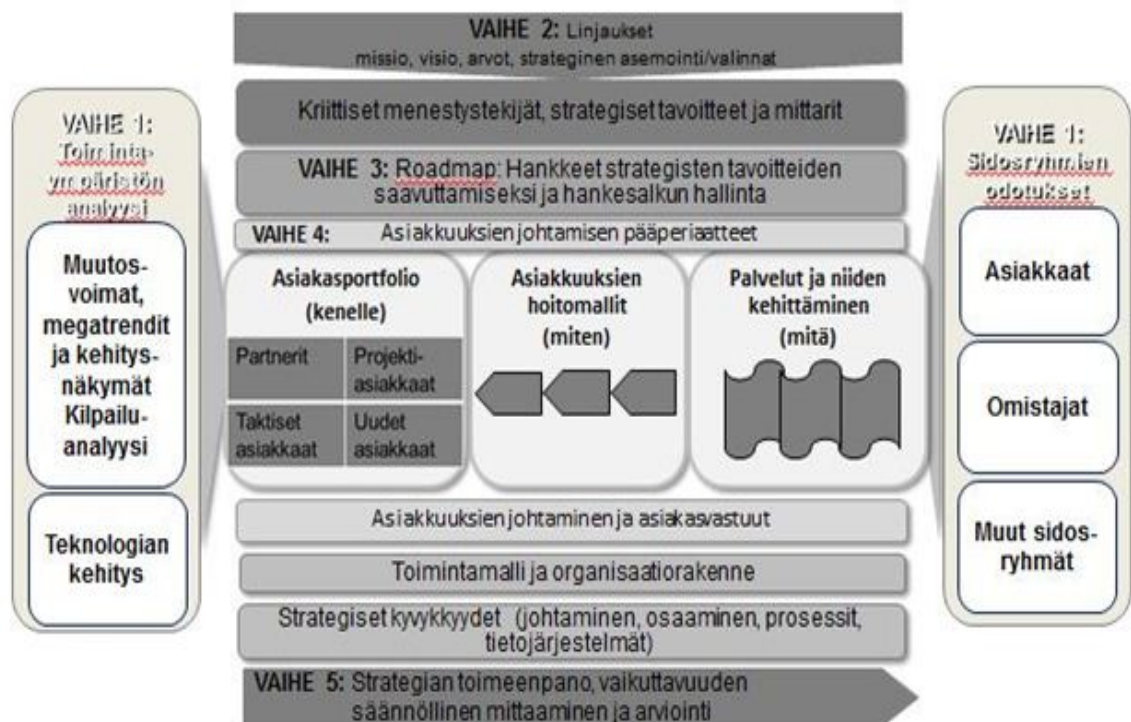 VAIHE 2: Linjaukset
missio, visio, arvot, strateginen asemointi/valinnat
Kriittiset menestystekijät, strategiset tavoitteet ja mittarit
VAIHE 3: Roadmap: Hankkeet strategisten tavoitteiden
saavuttamiseksi ja hankesalkun hallinta
VAIHE 4: Asiakkuuksien johtamisen pääperiaatteet
VAIHE 1:
Toiminta-
ympäristön
analyysi
Muutos-
voimat,
megatrendit
ja kehitys-
näkymät
Kilpailu-
analyysi
Teknologian
kehitys
Asiakasportfolio
(kenelle)
Partnerit
Projekti-
asiakkaat
Taktiset
asiakkaat
Uudet
asiakkaat
Asiakkuuksien
hoitomallit
(miten)
Palvelut ja niiden
kehittäminen
(mitä)
VAIHE 1:
Sidosryhmien
odotukset
Asiakkaat
Omistajat
Muut sidos-
ryhmät
Asiakkuuksien johtaminen ja asiakasvastuut
Toimintamalli ja organisaatiorakenne
Strategiset kyvykkyydet (johtaminen, osaaminen, prosessit,
tietojärjestelmät)
VAIHE 5: Strategian toimeenpano, vaikuttavuuden
säännöllinen mittaaminen ja arviointi